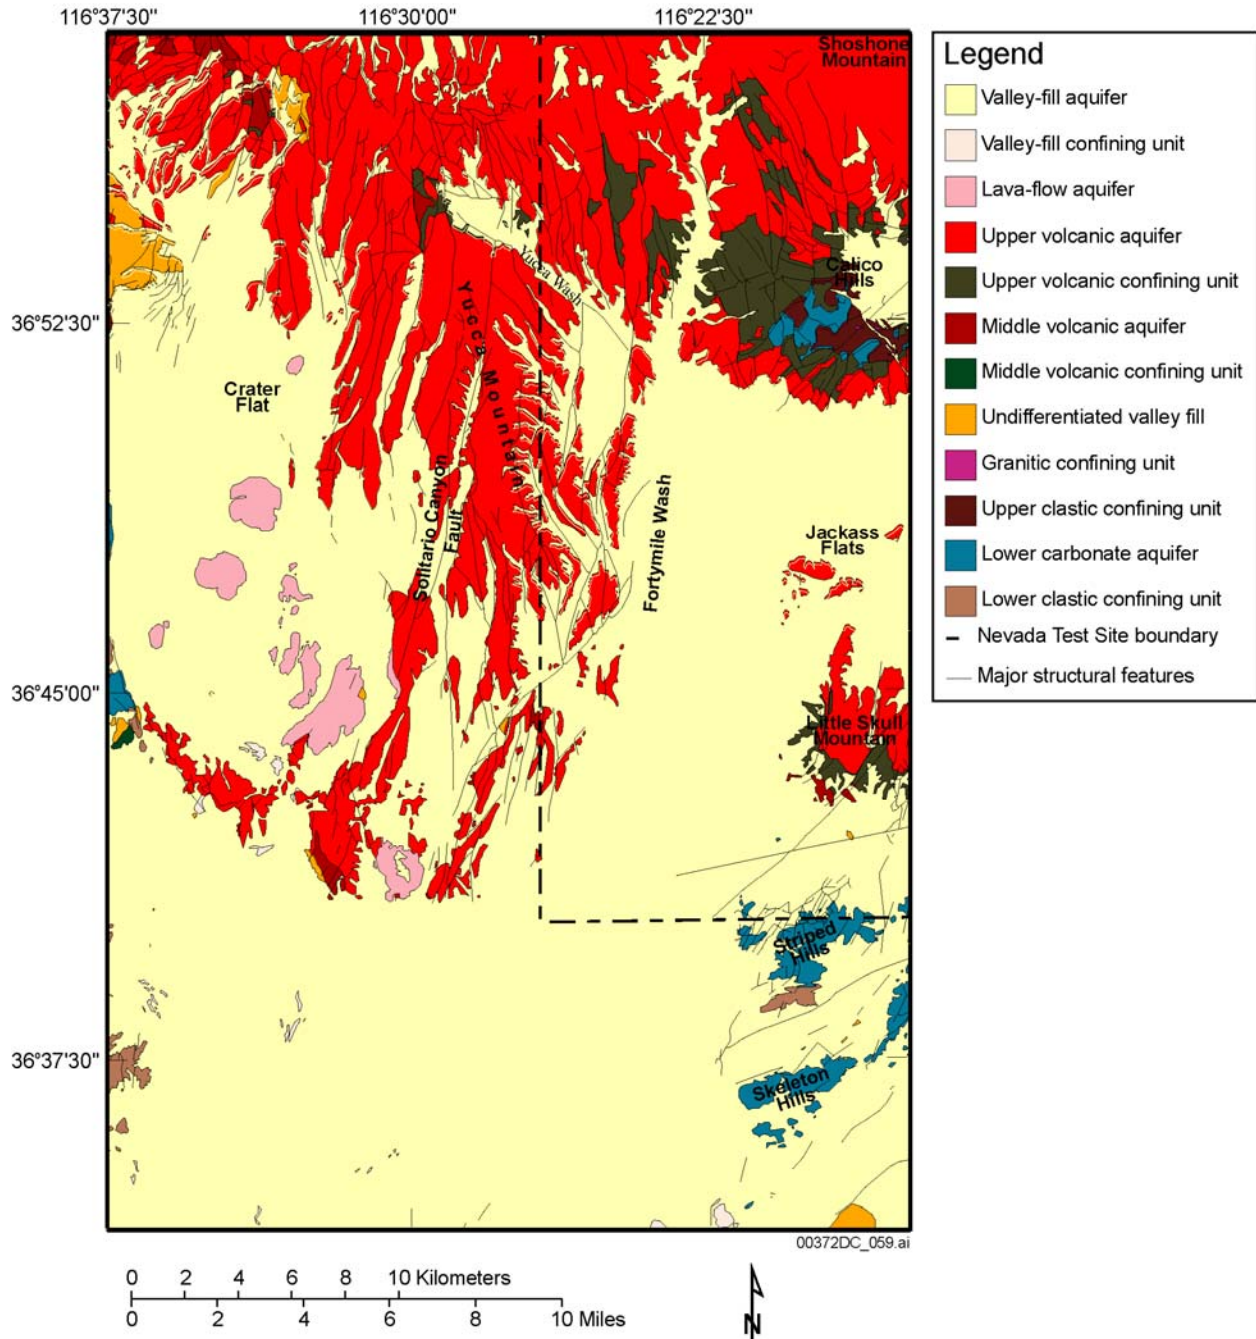 116°37'30" 116°30'00" 116°22'30"
Shoshone
Mountain
Yucca Wash
Calico
Hills
Yucca Mountain
36°52'30"
Crater
Flat
Solitario Canyon
Fault
Fortymile Wash
Jackass
Flats
36°45'00"
Little Skull
Mountain
Striped
Hills
36°37'30"
Skeleton
Hills
00372DC_059.ai
0 2 4 6 8 10 Kilometers
0 2 4 6 8 10 Miles
N
Legend
Valley-fill aquifer
Valley-fill confining unit
Lava-flow aquifer
Upper volcanic aquifer
Upper volcanic confining unit
Middle volcanic aquifer
Middle volcanic confining unit
Undifferentiated valley fill
Granitic confining unit
Upper clastic confining unit
Lower carbonate aquifer
Lower clastic confining unit
Nevada Test Site boundary
Major structural features